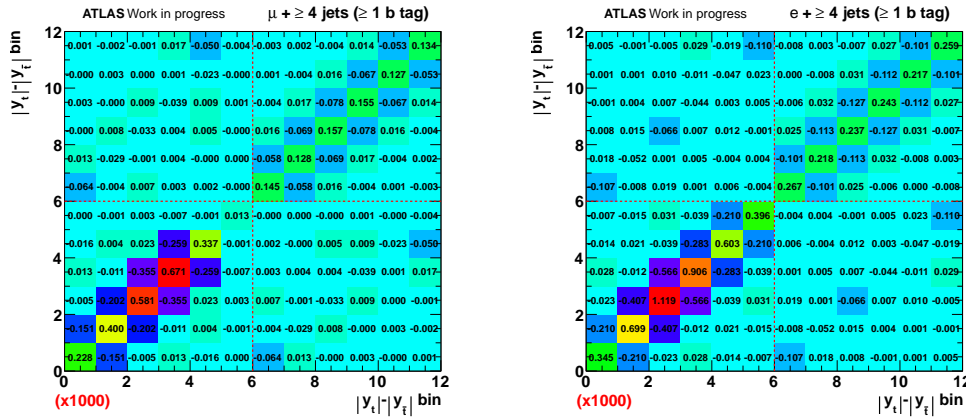 ATLAS Work in progress μ + ≥ 4 jets (≥ 1 b tag)
|y_t|-|y_t̄| bin
12
-0.001 -0.002 -0.001 0.017 -0.050 -0.004 -0.003 0.002 -0.004 0.014 -0.053 0.134
-0.000 0.000 0.003 0.001 -0.023 -0.000 0.001 -0.004 0.016 -0.067 0.127 -0.053
10
-0.003 -0.000 0.009 -0.039 0.009 0.001 -0.004 0.017 -0.078 0.155 -0.067 0.014
-0.000 0.008 -0.033 0.004 0.005 -0.000 0.016 -0.069 0.157 -0.078 0.016 -0.004
8
0.013 -0.029 -0.001 0.004 -0.000 0.000 -0.058 0.128 -0.069 0.017 -0.004 0.002
-0.064 -0.004 0.007 0.003 0.002 -0.000 0.145 -0.058 0.016 -0.004 0.001 -0.003
6
0.000 -0.000 0.003 -0.007 -0.001 0.013 -0.000 0.000 -0.000 0.001 -0.000 -0.004
-0.016 0.004 0.023 -0.259 0.337 -0.001 0.002 -0.000 0.005 0.009 -0.023 -0.050
4
0.013 -0.011 -0.355 0.671 -0.259 -0.007 0.003 0.004 0.004 -0.039 0.001 0.017
-0.005 -0.202 0.581 -0.355 0.023 0.003 0.007 -0.001 -0.033 0.009 0.003 -0.001
2
-0.151 0.400 -0.202 -0.011 0.004 -0.004 -0.029 0.008 -0.002
0.228 -0.151 -0.005 0.013 -0.016 0.000 -0.064 0.013 -0.000 -0.003 -0.000 0.001
0
0 2 4 6 8 10 12
(x1000) |y_t|-|y_t̄| bin
ATLAS Work in progress e + ≥ 4 jets (≥ 1 b tag)
|y_t|-|y_t̄| bin
12
-0.005 -0.001 -0.005 0.029 -0.019 -0.110 -0.008 0.003 -0.007 0.027 -0.101 0.259
0.000 0.003 0.010 -0.011 -0.047 0.023 -0.008 0.031 -0.112 0.217 -0.101
10
-0.003 0.004 0.007 -0.044 0.003 0.005 -0.006 0.032 -0.127 0.243 -0.112 0.027
0.002 0.015 -0.066 0.007 0.012 -0.001 0.025 -0.113 0.237 -0.127 0.031 -0.007
8
0.018 -0.052 0.001 0.005 -0.004 0.004 -0.101 0.218 -0.113 0.032 -0.008 0.003
-0.107 -0.008 0.019 0.001 0.006 -0.004 0.267 -0.101 0.025 -0.006 0.000 -0.008
6
-0.007 -0.015 0.031 -0.039 -0.210 0.396 -0.004 0.004 -0.001 0.005 0.023 -0.110
-0.014 0.021 -0.039 -0.283 0.603 -0.210 0.006 -0.004 0.012 0.003 -0.047 -0.019
4
0.028 -0.012 -0.566 0.906 -0.283 -0.039 0.001 0.005 0.007 -0.044 -0.011 0.029
-0.023 -0.407 1.119 -0.566 -0.039 0.031 0.019 0.001 -0.066 0.007 0.010 -0.005
2
-0.210 0.699 -0.407 -0.012 0.021 -0.015 -0.008 -0.052 0.015 0.004 0.003 -0.001
0.345 -0.210 -0.023 0.028 -0.014 -0.007 -0.107 0.018 0.002 -0.003 0.000 -0.005
0
0 2 4 6 8 10 12
(x1000) |y_t|-|y_t̄| bin